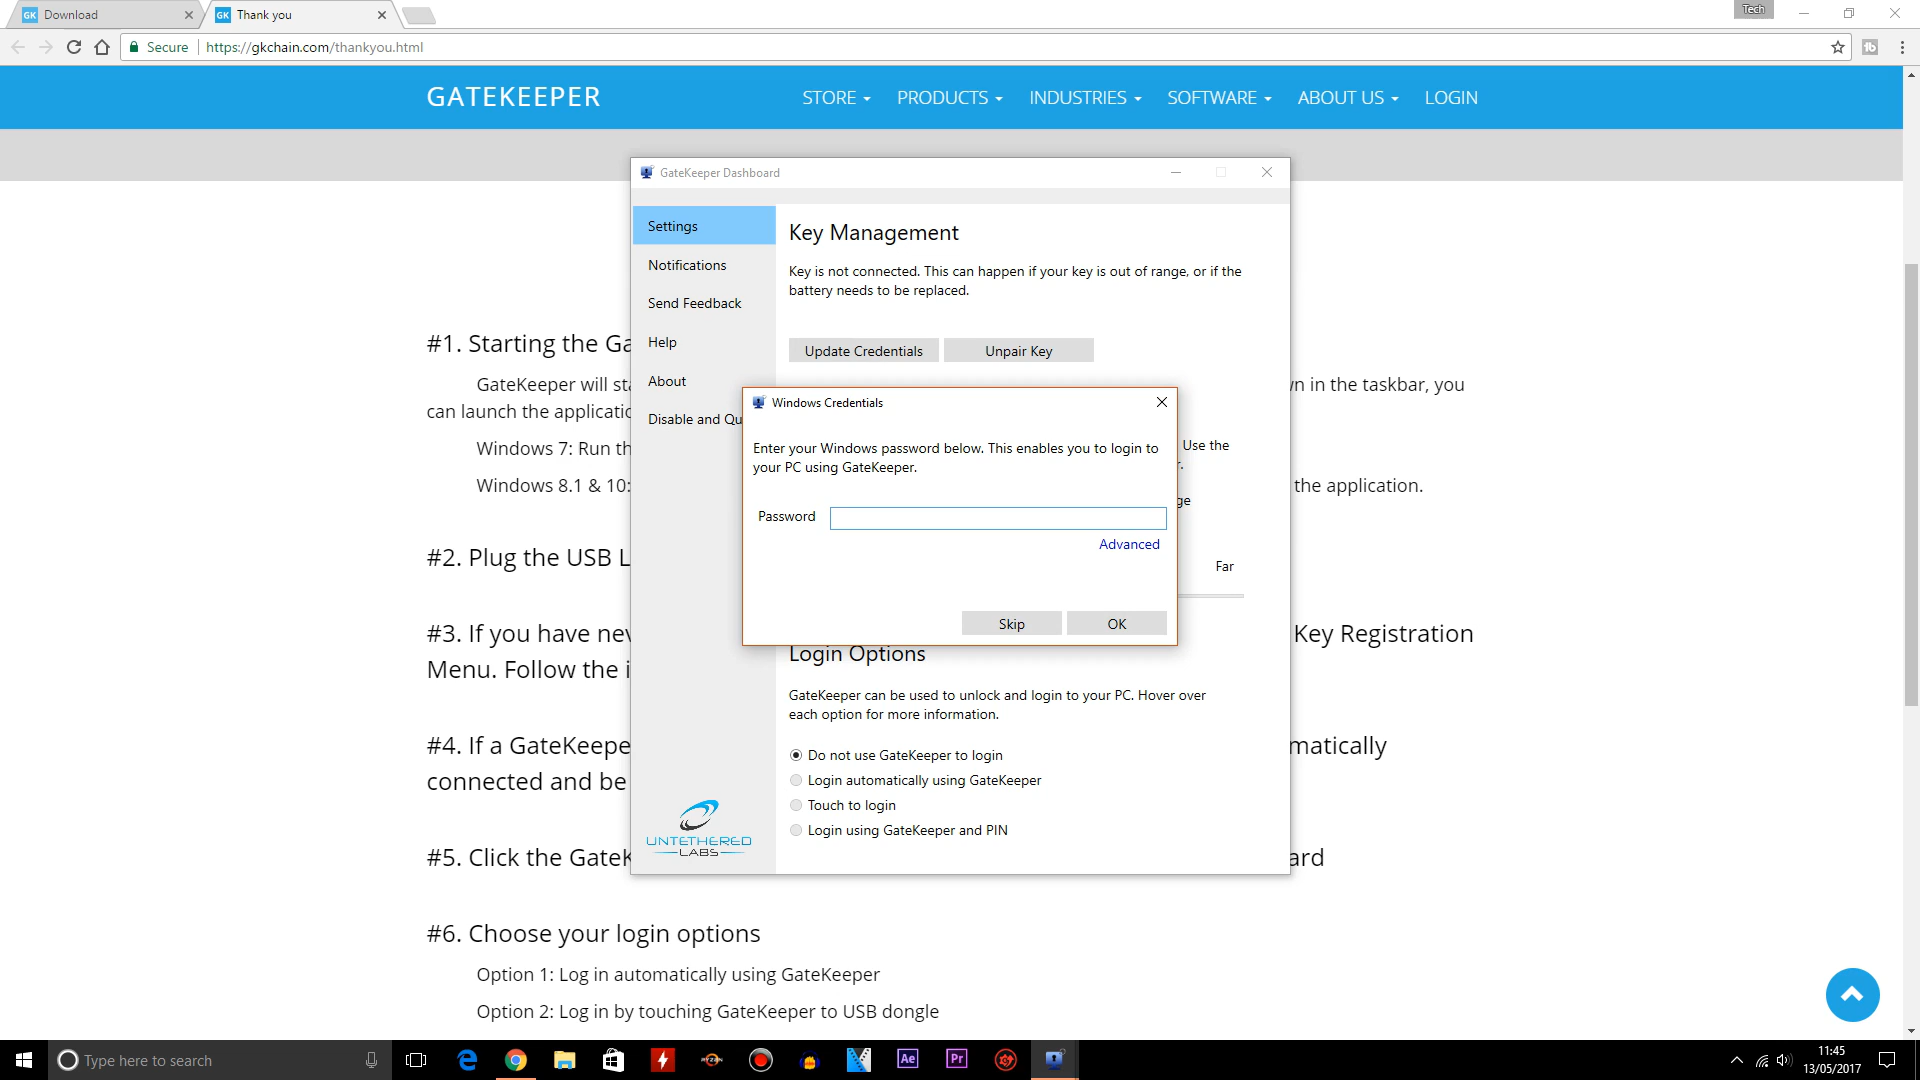 GK Download
GK Thank you
Tech
Secure https://gkchain.com/thankyou.html
GATEKEEPER
STORE PRODUCTS INDUSTRIES SOFTWARE ABOUT US LOGIN
GateKeeper Dashboard
Settings
Notifications
Send Feedback
Help
About
Disable and Qu
UNTETHERED
LABS
Key Management
Key is not connected. This can happen if your key is out of range, or if the
battery needs to be replaced.
Update Credentials Unpair Key
Windows Credentials
Enter your Windows password below. This enables you to login to
your PC using GateKeeper.
Password
Advanced
Skip OK
Use the
r.
ge
Far
Login Options
GateKeeper can be used to unlock and login to your PC. Hover over
each option for more information.
Do not use GateKeeper to login
Login automatically using GateKeeper
Touch to login
Login using GateKeeper and PIN
#1. Starting the Ga
GateKeeper will sta wn in the taskbar, you
can launch the applicatio
Windows 7: Run th
Windows 8.1 & 10: the application.
#2. Plug the USB L
#3. If you have nev Key Registration
Menu. Follow the i
#4. If a GateKeepe matically
connected and be
#5. Click the GateK ard
#6. Choose your login options
Option 1: Log in automatically using GateKeeper
Option 2: Log in by touching GateKeeper to USB dongle
Type here to search
RYZEN
Ae
Pr
11:45
13/05/2017